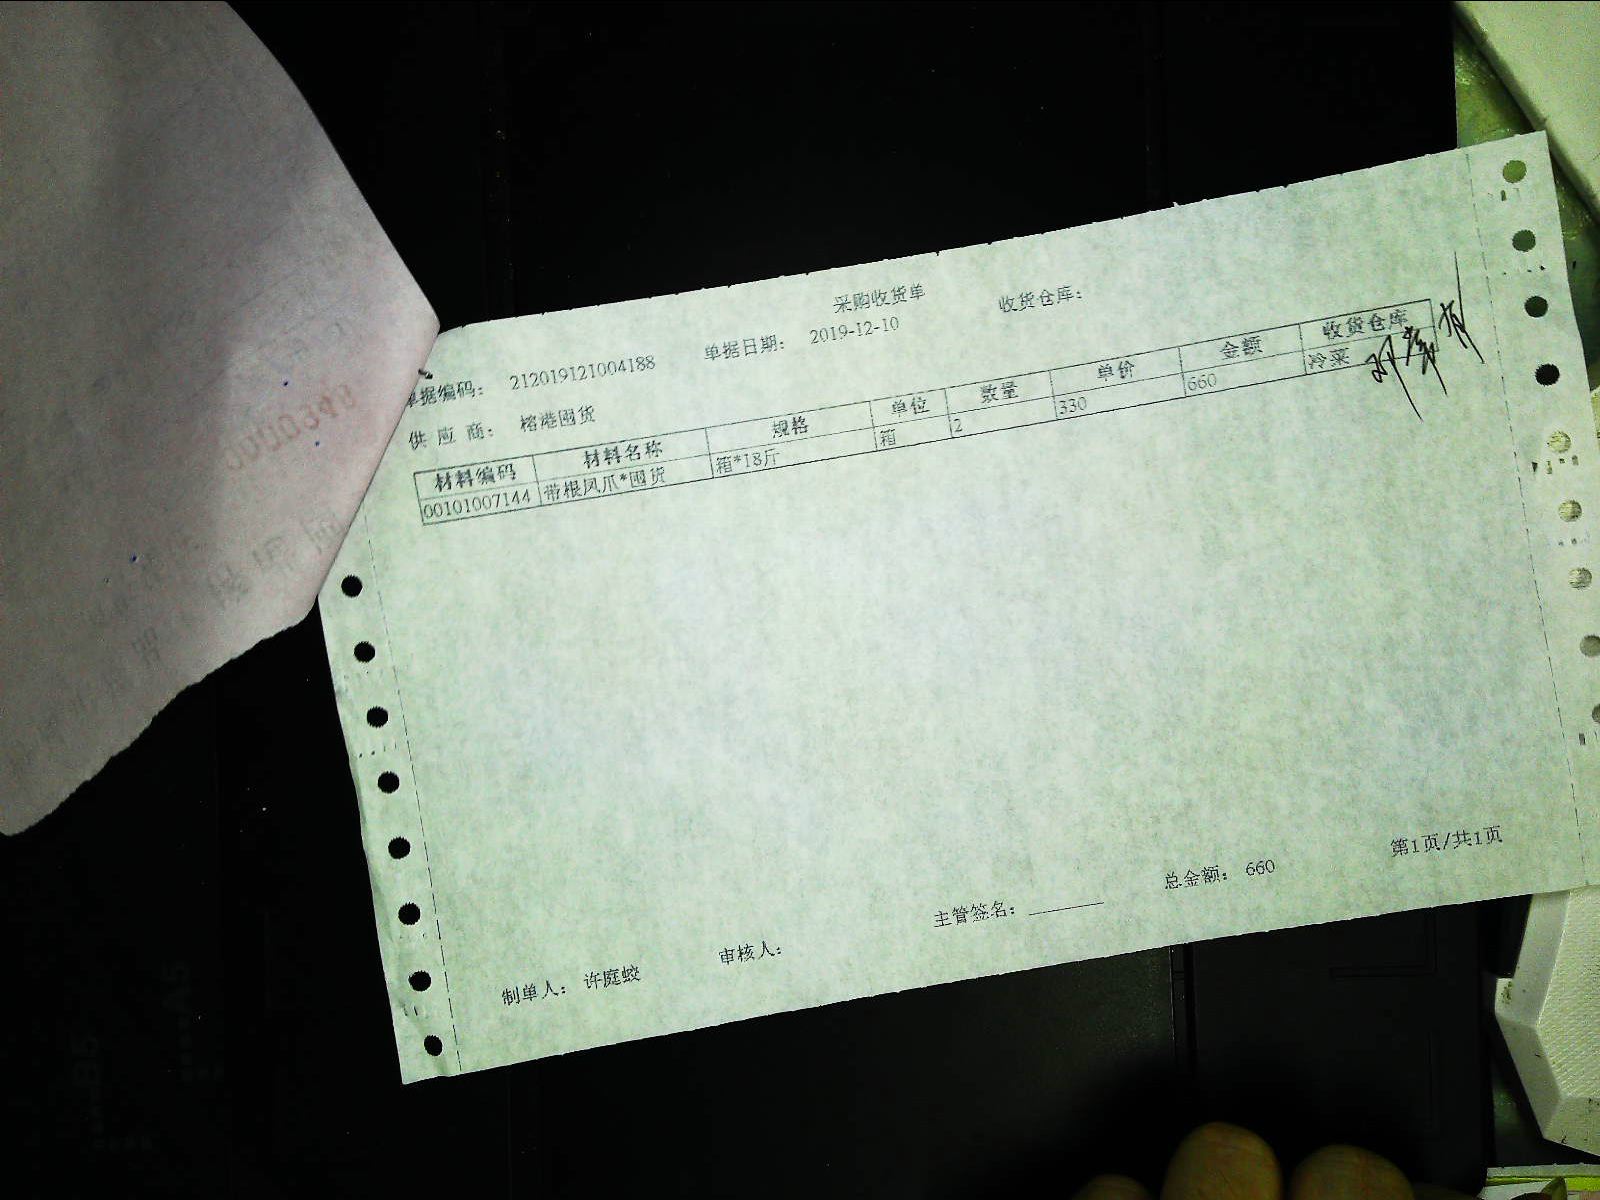 采购收货单
单据编码: 212019121004188 单据日期: 2019-12-10 收货仓库:
供 应 商: 榕港囤货
材料编码 材料名称 规格 单位 数量 单价 金额 收货仓库
00101007144 带根凤爪*囤货 箱*18斤 箱 2 330 660 冷菜
制单人: 许庭蛟 审核人: 主管签名: ______ 总金额: 660 第1页/共1页